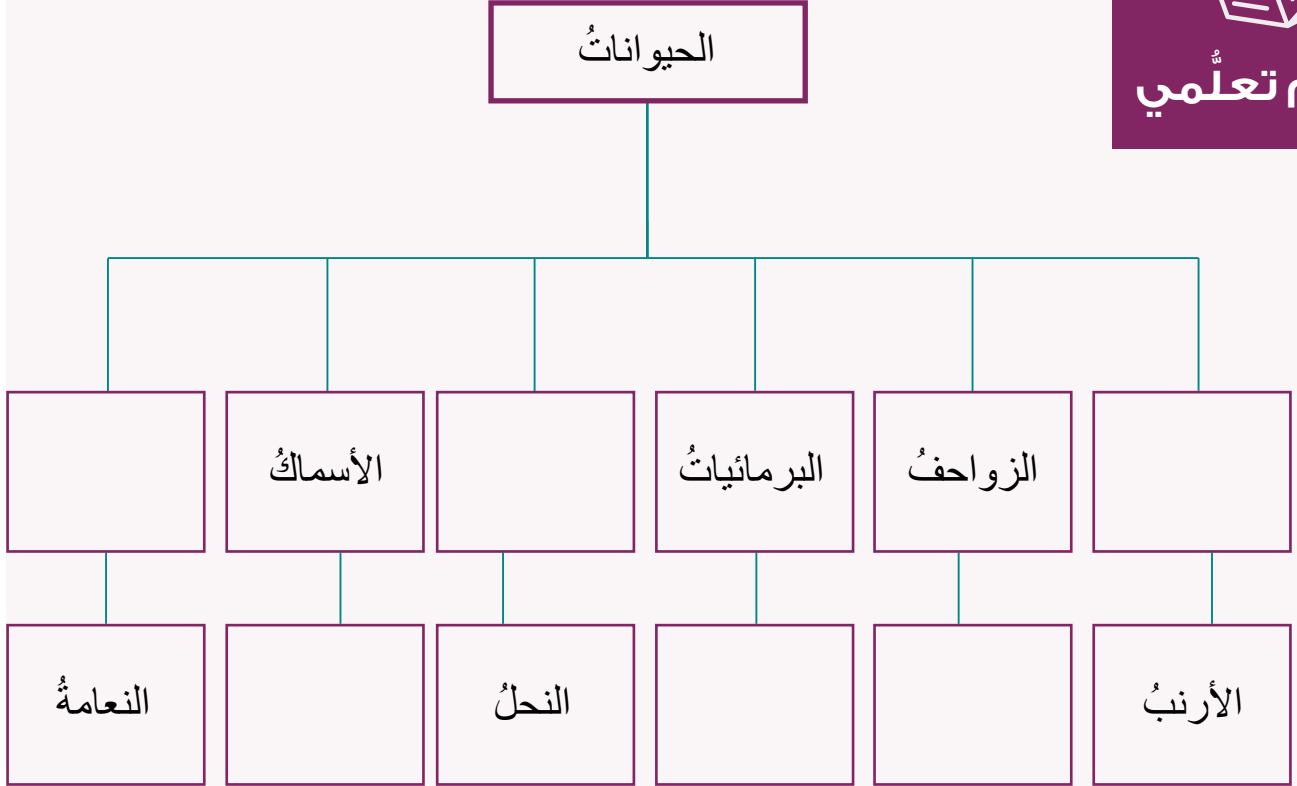 الحيواناتُ
م تعلُّمي
الزواحفُ
البرمائياتُ
الأسماكُ
الأرنبُ
النحلُ
النعامةُ